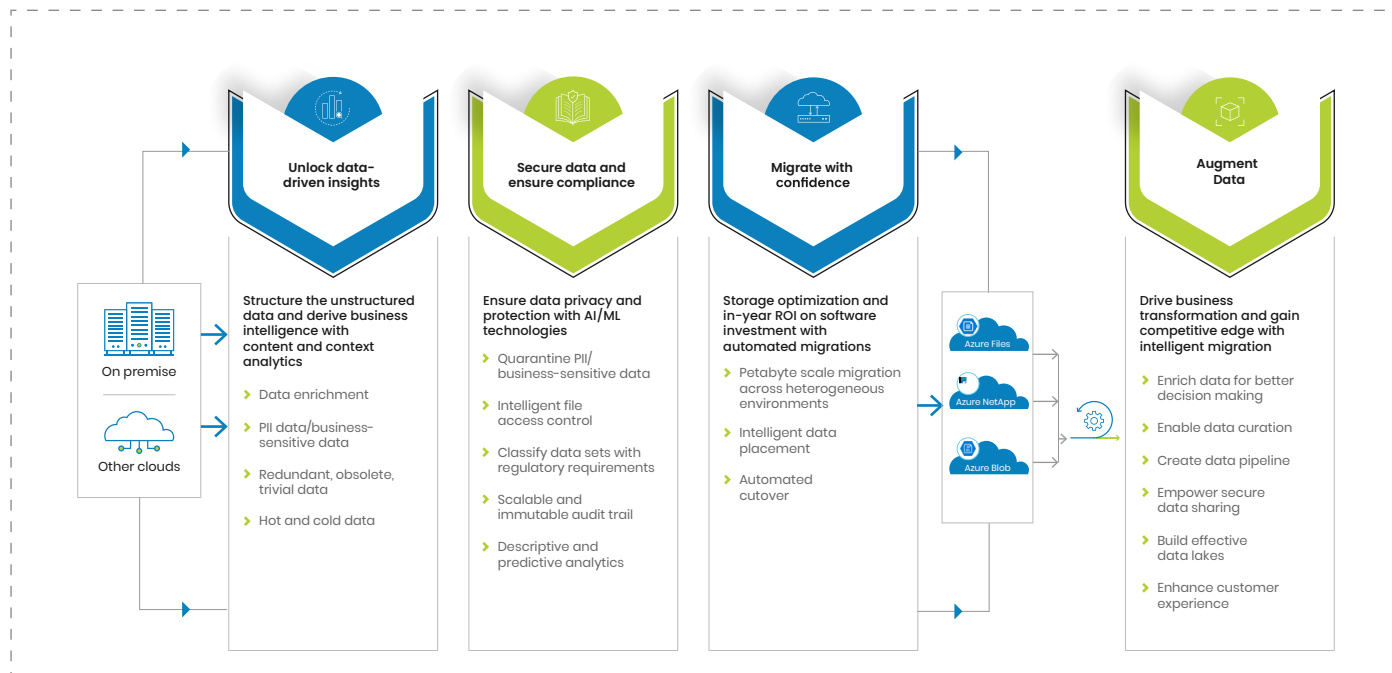 On premise
Other clouds
Unlock data-
driven insights
Structure the unstructured
data and derive business
intelligence with
content and context
analytics
Data enrichment
PII data/business-
sensitive data
Redundant, obsolete,
trivial data
Hot and cold data
Secure data and
ensure compliance
Ensure data privacy and
protection with AI/ML
technologies
Quarantine PII/
business-sensitive data
Intelligent file
access control
Classify data sets with
regulatory requirements
Scalable and
immutable audit trail
Descriptive and
predictive analytics
Migrate with
confidence
Storage optimization and
in-year ROI on software
investment with
automated migrations
Petabyte scale migration
across heterogeneous
environments
Intelligent data
placement
Automated
cutover
Azure Files
Azure NetApp
Azure Blob
Augment
Data
Drive business
transformation and gain
competitive edge with
intelligent migration
Enrich data for better
decision making
Enable data curation
Create data pipeline
Empower secure
data sharing
Build effective
data lakes
Enhance customer
experience